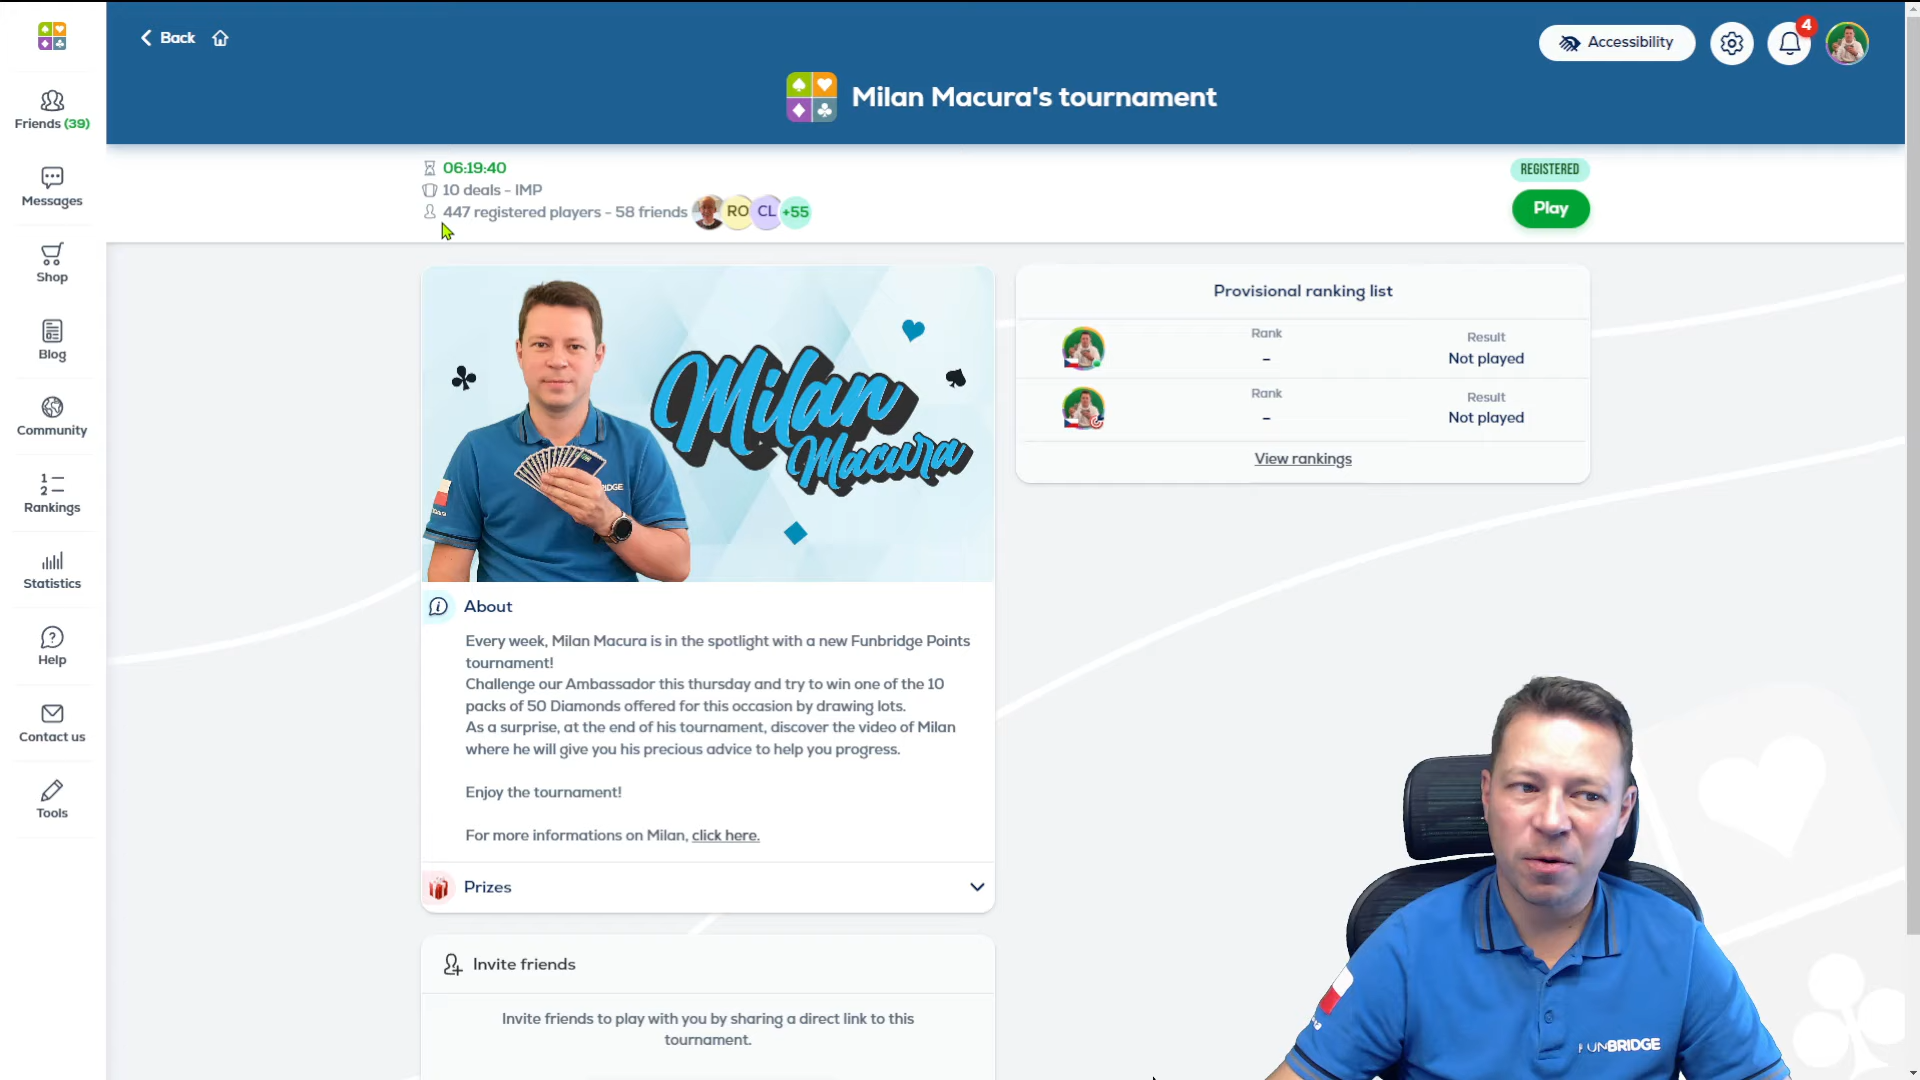 Back
Accessibility
4
Milan Macura's tournament
Friends (39)
Messages
Shop
Blog
Community
1
2
Rankings
Statistics
Help
Contact us
Tools
06:19:40
10 deals - IMP
447 registered players - 58 friends RO CL +55
REGISTERED
Play
Milan
Macura
About
Every week, Milan Macura is in the spotlight with a new Funbridge Points
tournament!
Challenge our Ambassador this thursday and try to win one of the 10
packs of 50 Diamonds offered for this occasion by drawing lots.
As a surprise, at the end of his tournament, discover the video of Milan
where he will give you his precious advice to help you progress.
Enjoy the tournament!
For more informations on Milan, click here.
Prizes
Invite friends
Invite friends to play with you by sharing a direct link to this
tournament.
Provisional ranking list
Rank
-
Result
Not played
Rank
-
Result
Not played
View rankings
FUNBRIDGE